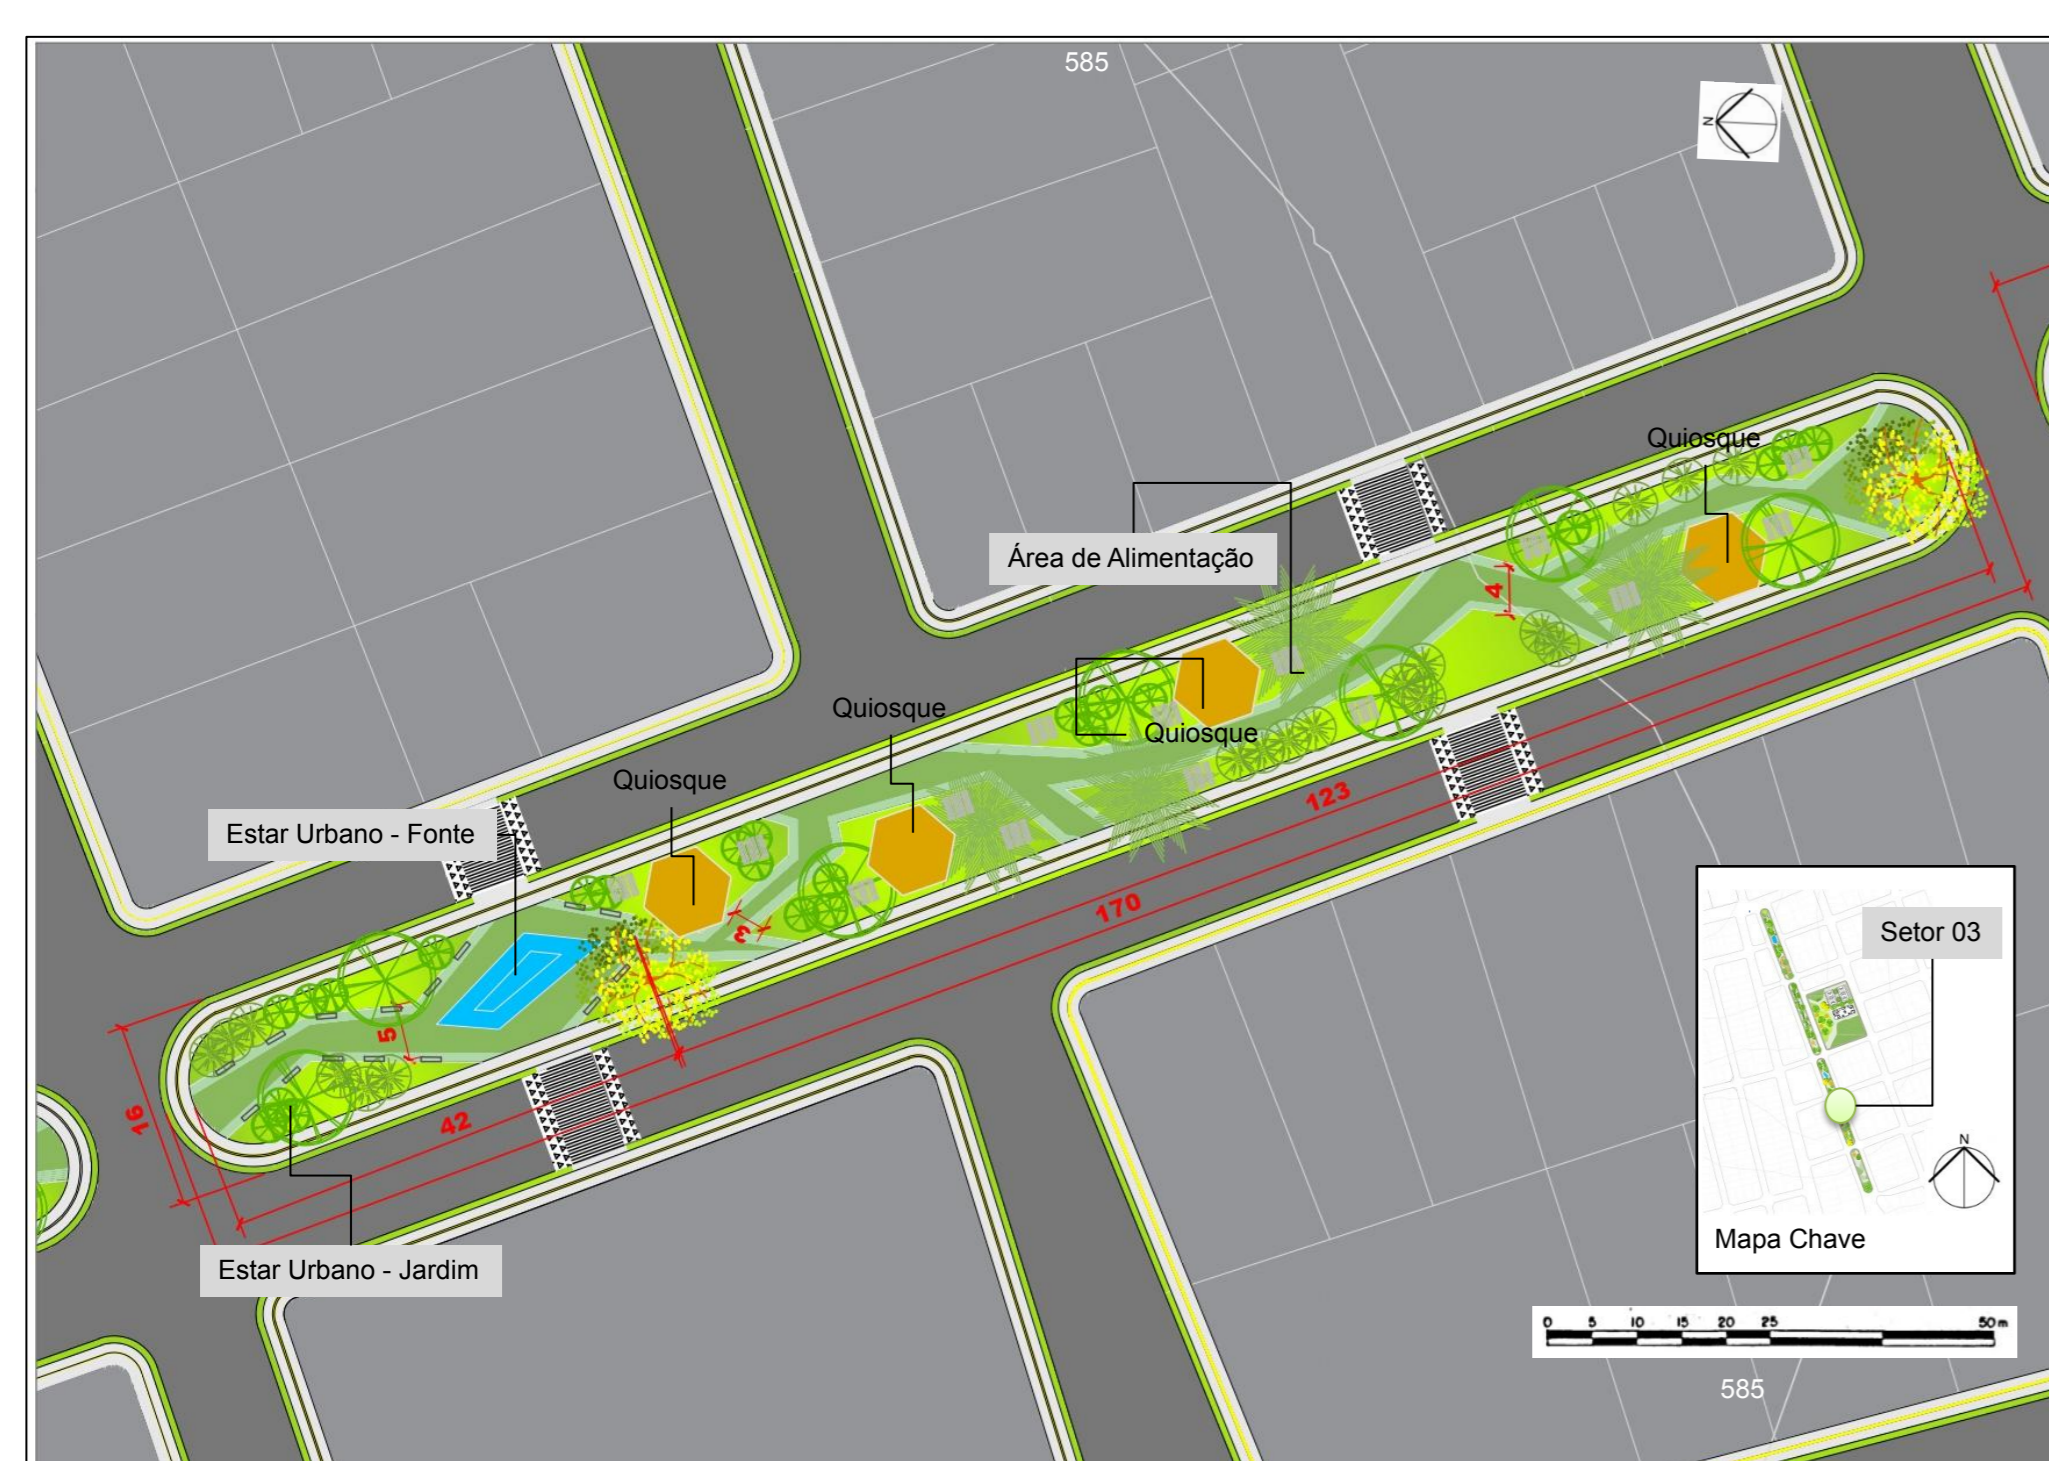 585
N
Quiosque
Área de Alimentação
4
Quiosque
Quiosque
Quiosque
123
Estar Urbano - Fonte
170
3
Setor 03
5
16
42
N
Mapa Chave
Estar Urbano - Jardim
0 5 10 15 20 25 50 m
585